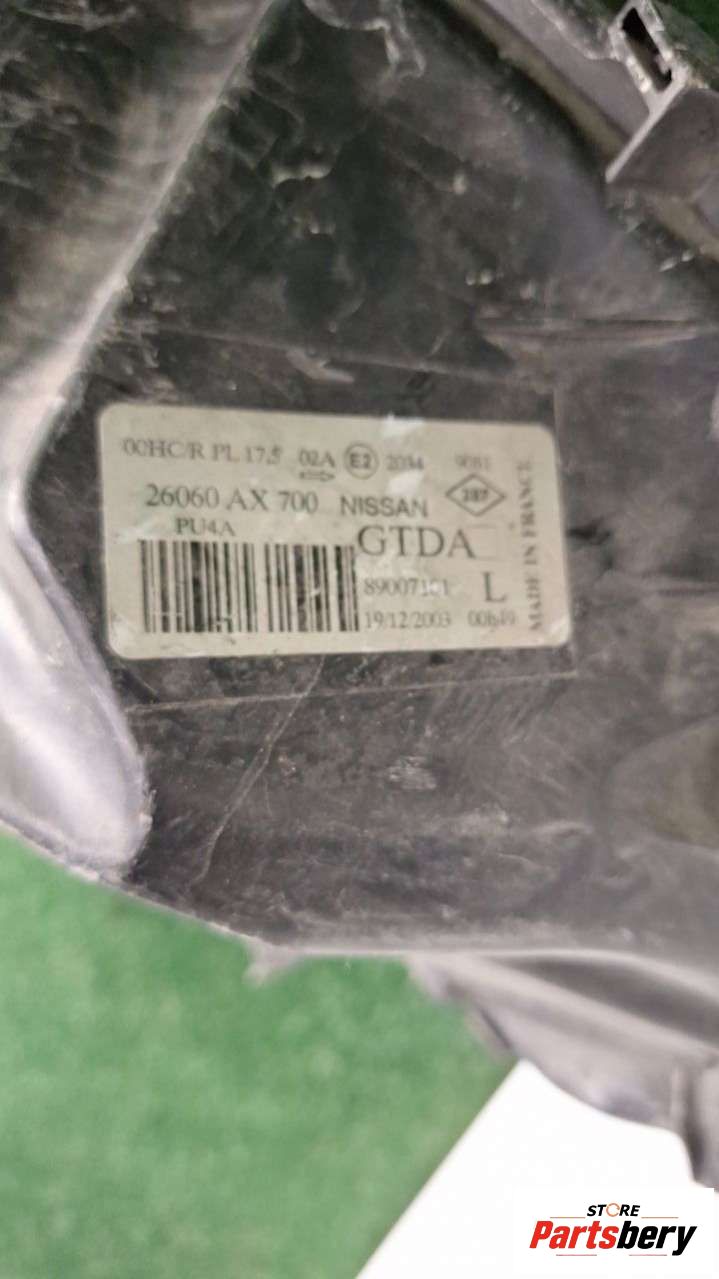 00HC/R PL 17,5 02A E2 2034
26060 AX 700 NISSAN 287
PU4A
GTDA
L
19/12/2003
MADE IN FRANCE
STORE
Partsbery